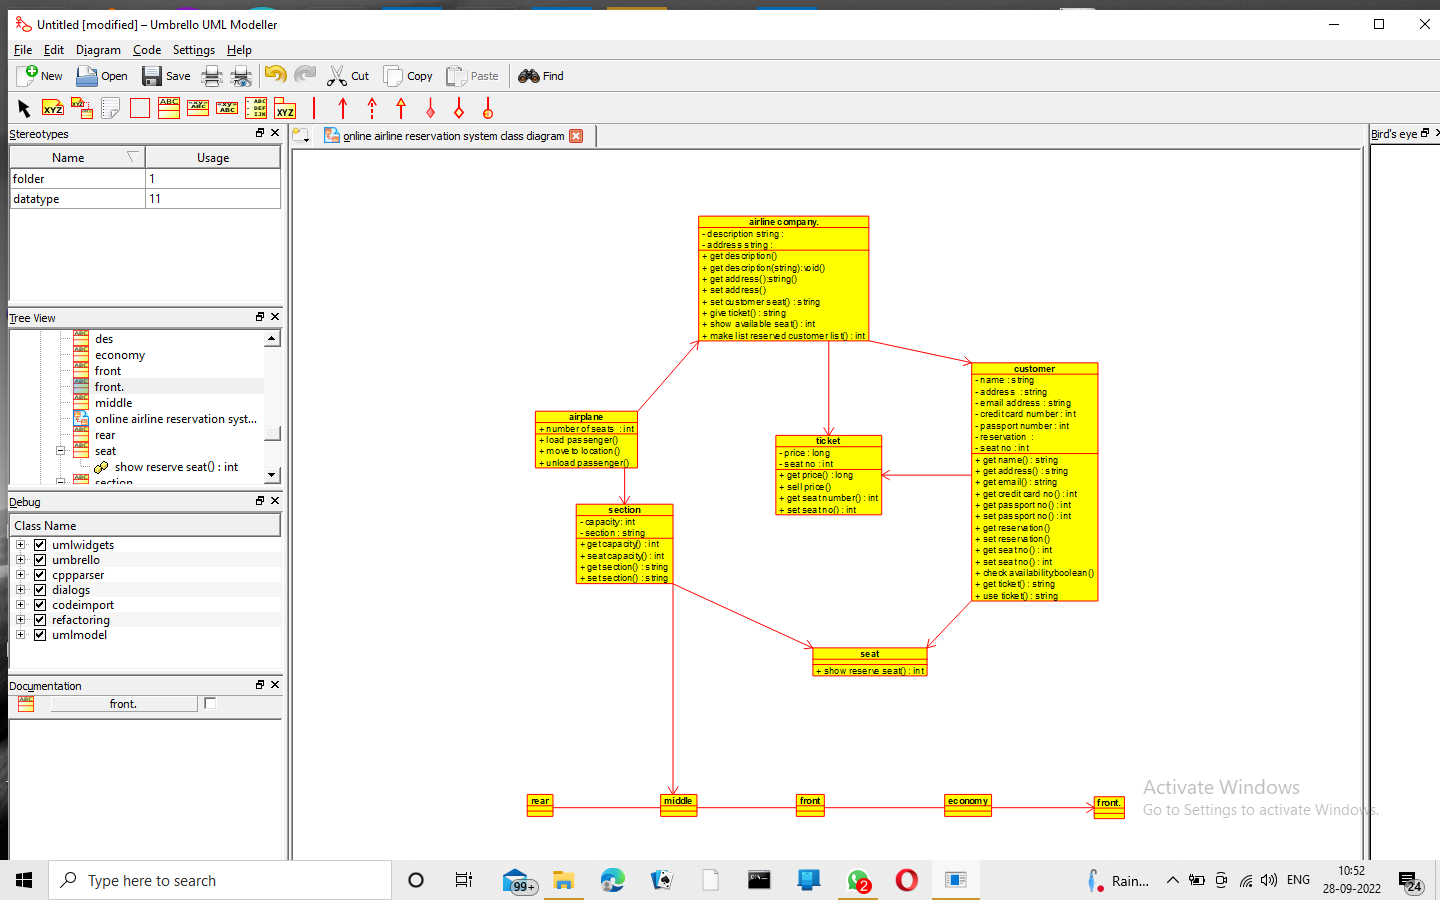 Untitled [modified] – Umbrello UML Modeller
File Edit Diagram Code Settings Help
New Open Save Cut Copy Paste Find
Stereotypes
Name Usage
folder 1
datatype 11
Tree View
des
economy
front
front.
middle
online airline reservation syst...
rear
seat
show reserve seat() : int
section
Debug
Class Name
umlwidgets
umbrello
cppparser
dialogs
codeimport
refactoring
umlmodel
Documentation
front.
online airline reservation system class diagram
Bird's eye
airline company.
- description string :
- address string :
+ get description()
+ get description(string):void()
+ get address():string()
+ set address()
+ set customer seat() : string
+ give ticket() : string
+ show available seat() : int
+ make list reserved customer list() : int
customer
- name : string
- address : string
- email address : string
- credit card number : int
- passport number : int
- reservation :
- seat no : int
+ get name() : string
+ get address() : string
+ get email() : string
+ get credit card no() : int
+ get passport no() : int
+ set passport no() : int
+ get reservation()
+ set reservation()
+ get seat no() : int
+ set seat no() : int
+ check availabilityboolean()
+ get ticket() : string
+ use ticket() : string
airplane
+ number of seats : int
+ load passenger()
+ move to location()
+ unload passenger()
ticket
- price : long
- seat no : int
+ get price() : long
+ sell price()
+ get seat number() : int
+ set seat no() : int
section
- capacity : int
- section : string
+ get capacity() : int
+ seat capacity() : int
+ get section() : string
+ set section() : string
seat
+ show reserve seat() : int
rear
middle
front
economy
front.
Activate Windows
Go to Settings to activate Windows.
Type here to search
99+
2
Rain...
ENG
10:52
28-09-2022
24